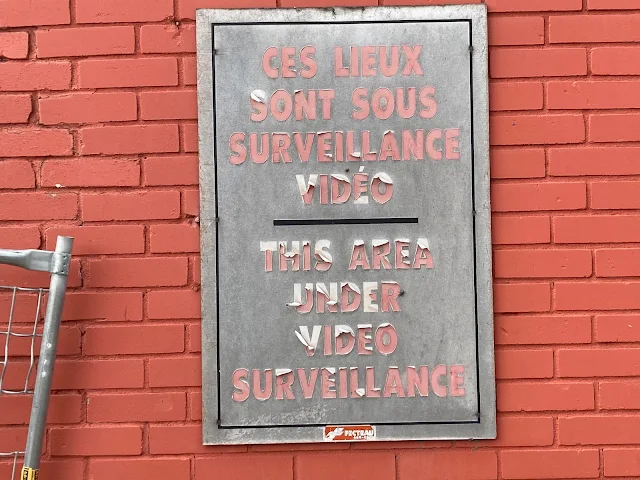 CES LIEUX
SONT SOUS
SURVEILLANCE
VIDÉO
THIS AREA
UNDER
VIDEO
SURVEILLANCE